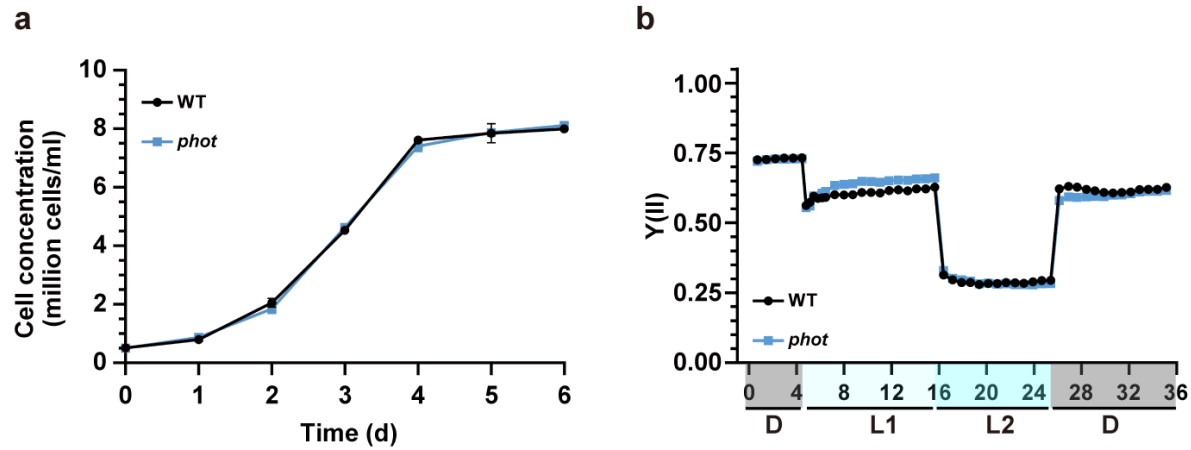 a
b
10
8
6
4
2
0
Cell concentration
(million cells/ml)
WT
phot
0 1 2 3 4 5 6
Time (d)
1.00
0.75
0.50
0.25
0.00
Y(II)
WT
phot
0 4 8 12 16 20 24 28 32 36
D L1 L2 D